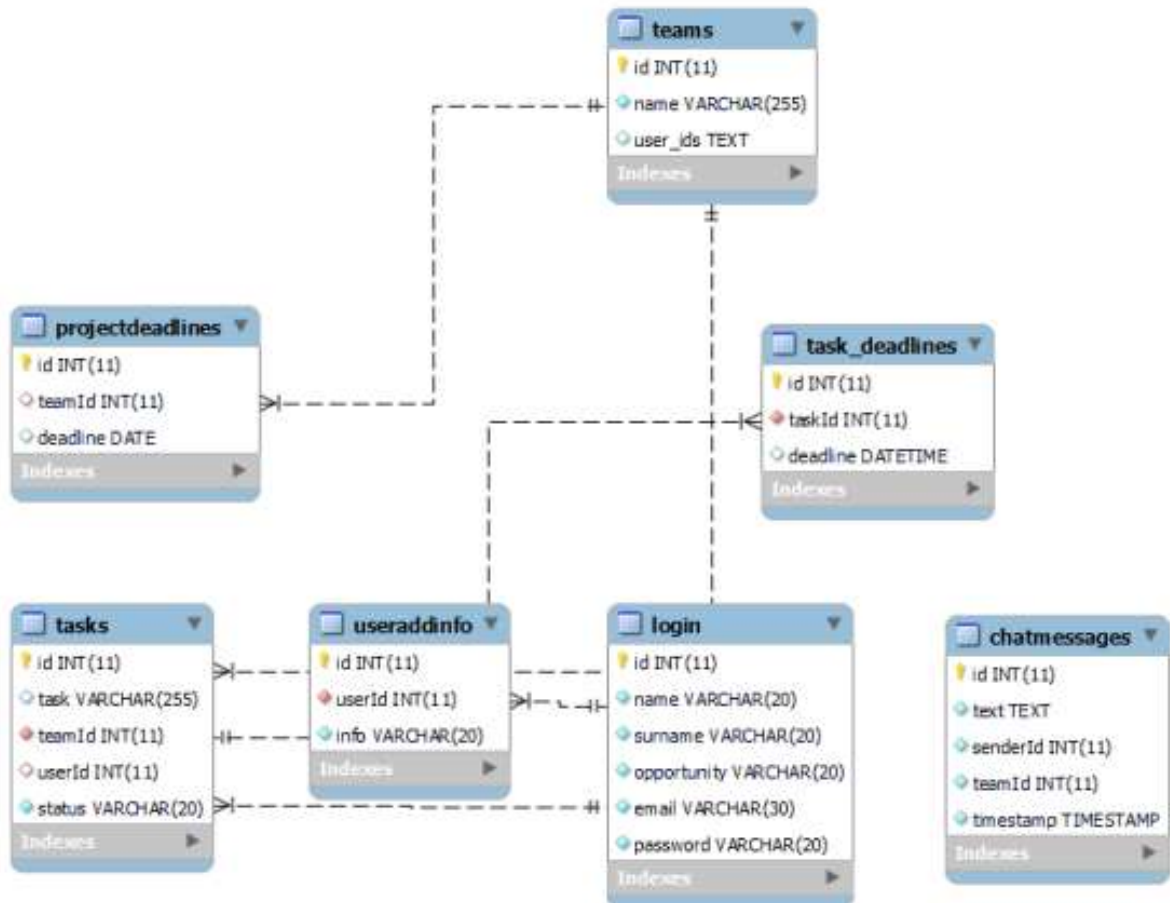 teams
id INT(11)
name VARCHAR(255)
user_ids TEXT
Indexes
projectdeadlines
id INT(11)
teamId INT(11)
deadline DATE
Indexes
task_deadlines
id INT(11)
taskId INT(11)
deadline DATETIME
Indexes
tasks
id INT(11)
task VARCHAR(255)
teamId INT(11)
userId INT(11)
status VARCHAR(20)
Indexes
useraddinfo
id INT(11)
userId INT(11)
info VARCHAR(20)
Indexes
login
id INT(11)
name VARCHAR(20)
surname VARCHAR(20)
opportunity VARCHAR(20)
email VARCHAR(30)
password VARCHAR(20)
Indexes
chatmessages
id INT(11)
text TEXT
senderId INT(11)
teamId INT(11)
timestamp TIMESTAMP
Indexes